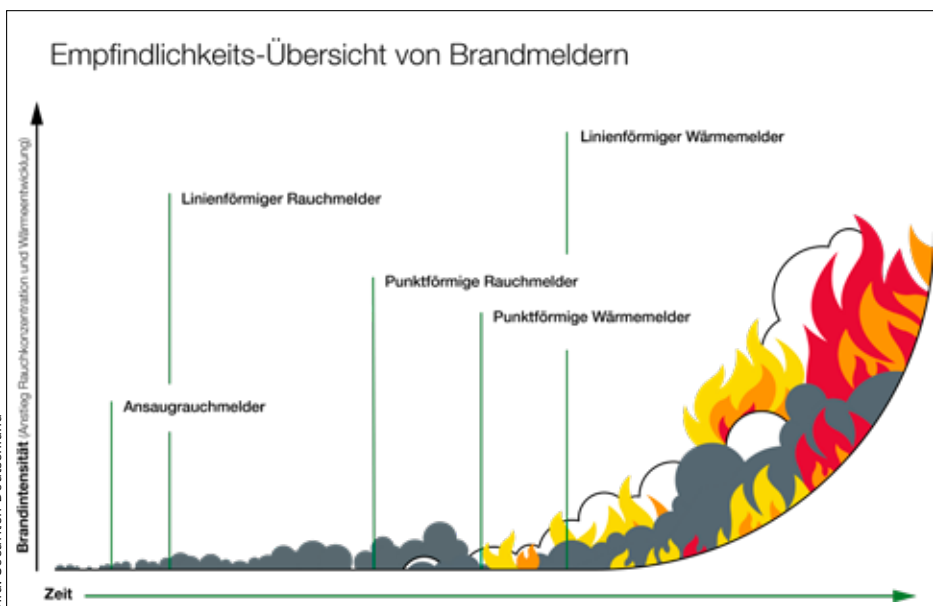 Empfindlichkeits-Übersicht von Brandmeldern
Brandintensität (Anstieg Rauchkonzentration und Wärmeentwicklung)
Linienförmiger Wärmemelder
Linienförmiger Rauchmelder
Punktförmige Rauchmelder
Punktförmige Wärmemelder
Ansaugrauchmelder
Zeit